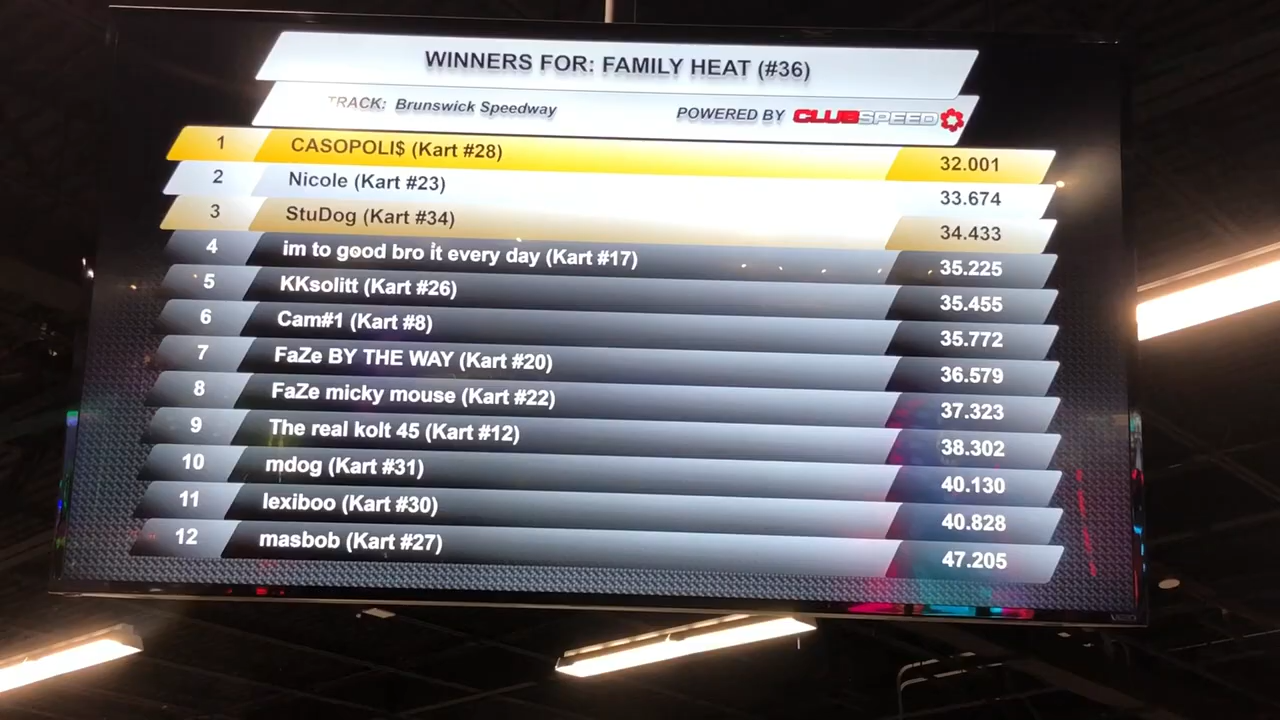 WINNERS FOR: FAMILY HEAT (#36)
TRACK: Brunswick Speedway POWERED BY CLUBSPEED
1 CASOPOLI$ (Kart #28) 32.001
2 Nicole (Kart #23) 33.674
3 StuDog (Kart #34) 34.433
4 im to good bro it every day (Kart #17) 35.225
5 KKsolitt (Kart #26) 35.455
6 Cam#1 (Kart #8) 35.772
7 FaZe BY THE WAY (Kart #20) 36.579
8 FaZe micky mouse (Kart #22) 37.323
9 The real kolt 45 (Kart #12) 38.302
10 mdog (Kart #31) 40.130
11 lexiboo (Kart #30) 40.828
12 masbob (Kart #27) 47.205